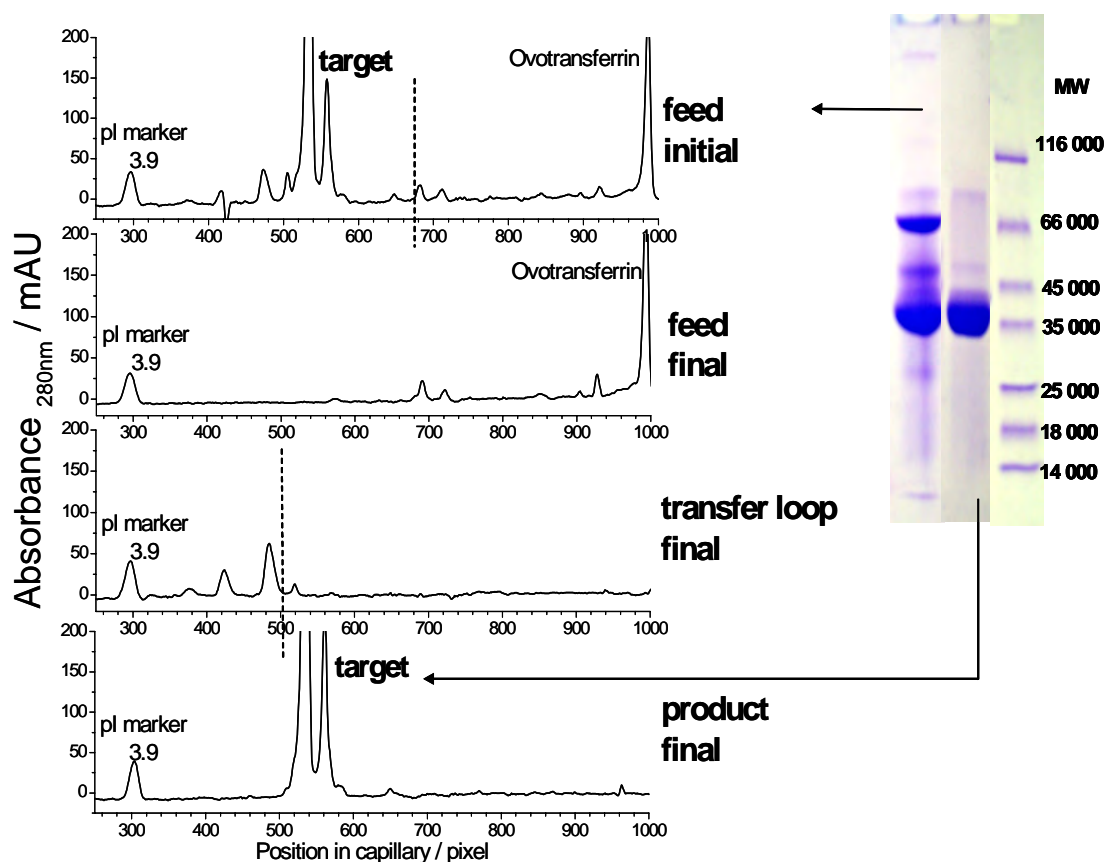 Absorbance 280nm / mAU
200
150
100
50
0
pI marker
3.9
target
Ovotransferrin
feed
initial
300 400 500 600 700 800 900 1000
200
150
100
50
0
pI marker
3.9
Ovotransferrin
feed
final
300 400 500 600 700 800 900 1000
200
150
100
50
0
pI marker
3.9
transfer loop
final
300 400 500 600 700 800 900 1000
200
150
100
50
0
pI marker
3.9
target
product
final
300 400 500 600 700 800 900 1000
Position in capillary / pixel
MW
116 000
66 000
45 000
35 000
25 000
18 000
14 000